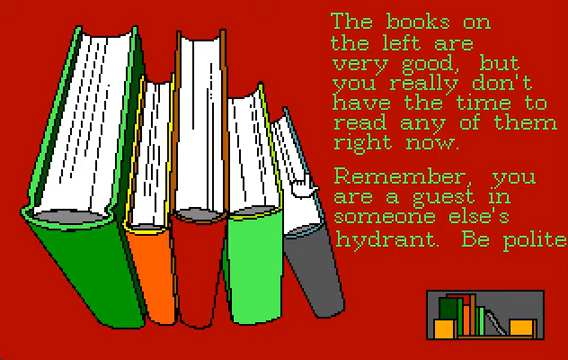 The books on
the left are
very good, but
you really don't
have the time to
read any of them
right now.
Remember, you
are a guest in
someone else's
hydrant. Be polite